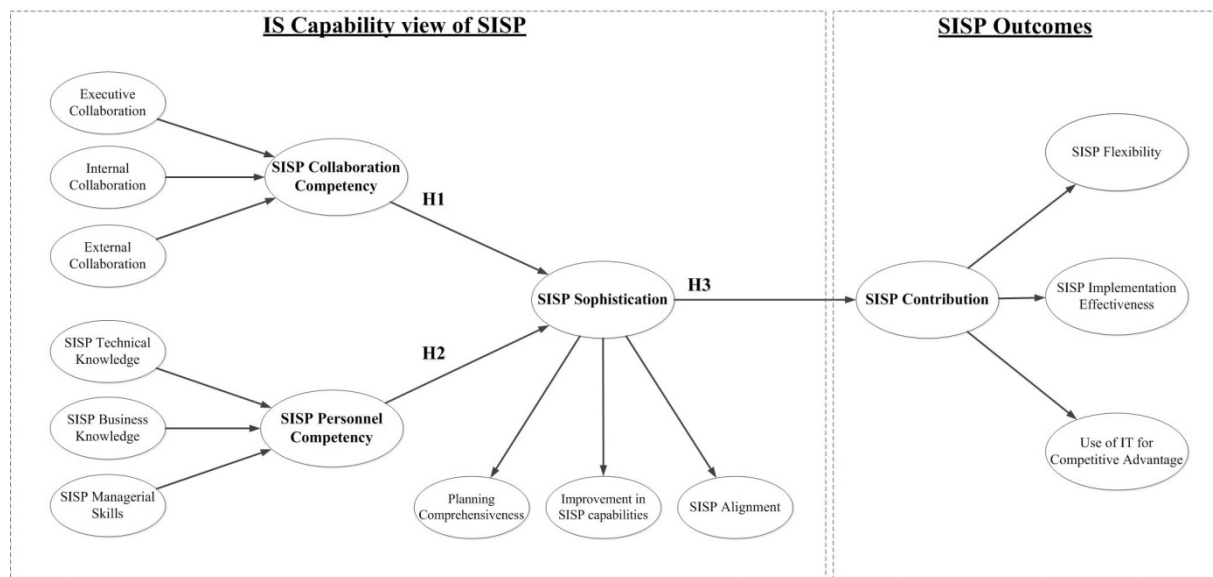 IS Capability view of SISP
Executive
Collaboration
Internal
Collaboration
External
Collaboration
SISP Collaboration
Competency
H1
SISP Technical
Knowledge
SISP Business
Knowledge
SISP Managerial
Skills
SISP Personnel
Competency
H2
SISP Sophistication
H3
Planning
Comprehensiveness
Improvement in
SISP capabilities
SISP Alignment
SISP Outcomes
SISP Contribution
SISP Flexibility
SISP Implementation
Effectiveness
Use of IT for
Competitive Advantage